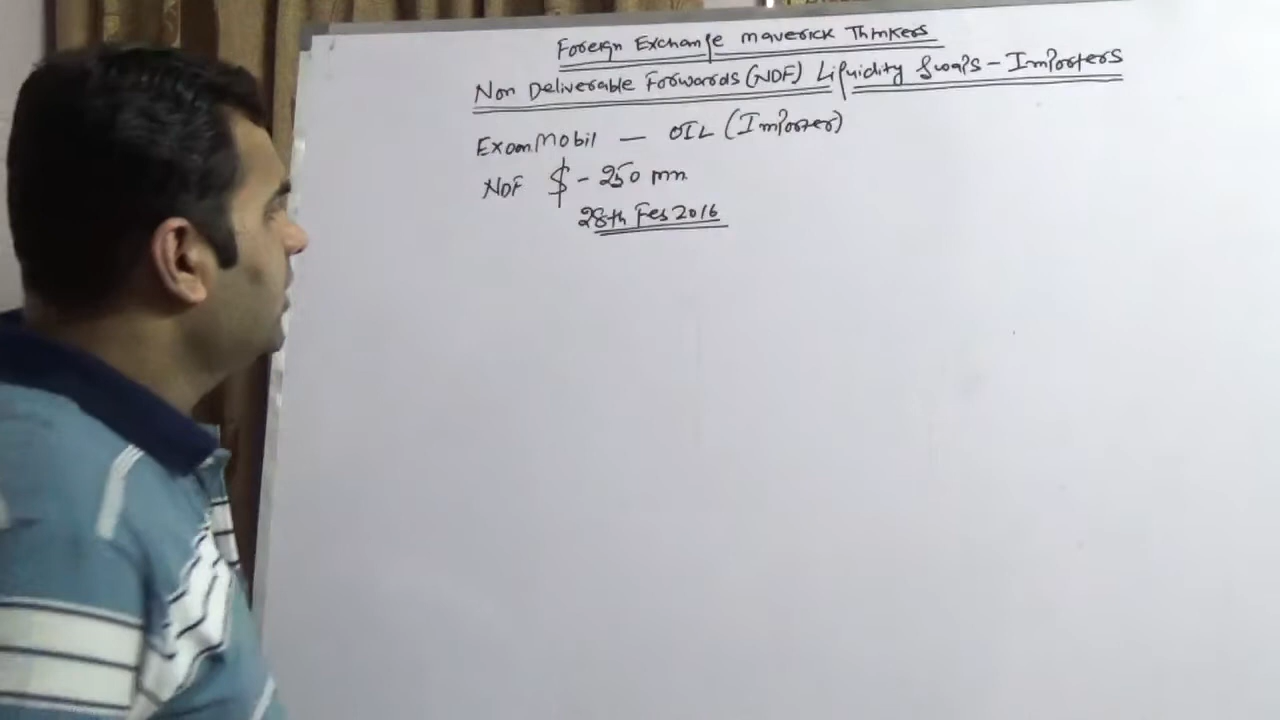 Foreign Exchange maverick Thinkers
Non Deliverable Forwards (NDF) Liquidity Swaps - Importers
ExxonMobil - OIL (Importer)
NDF $ - 250 mn
28th Feb 2016